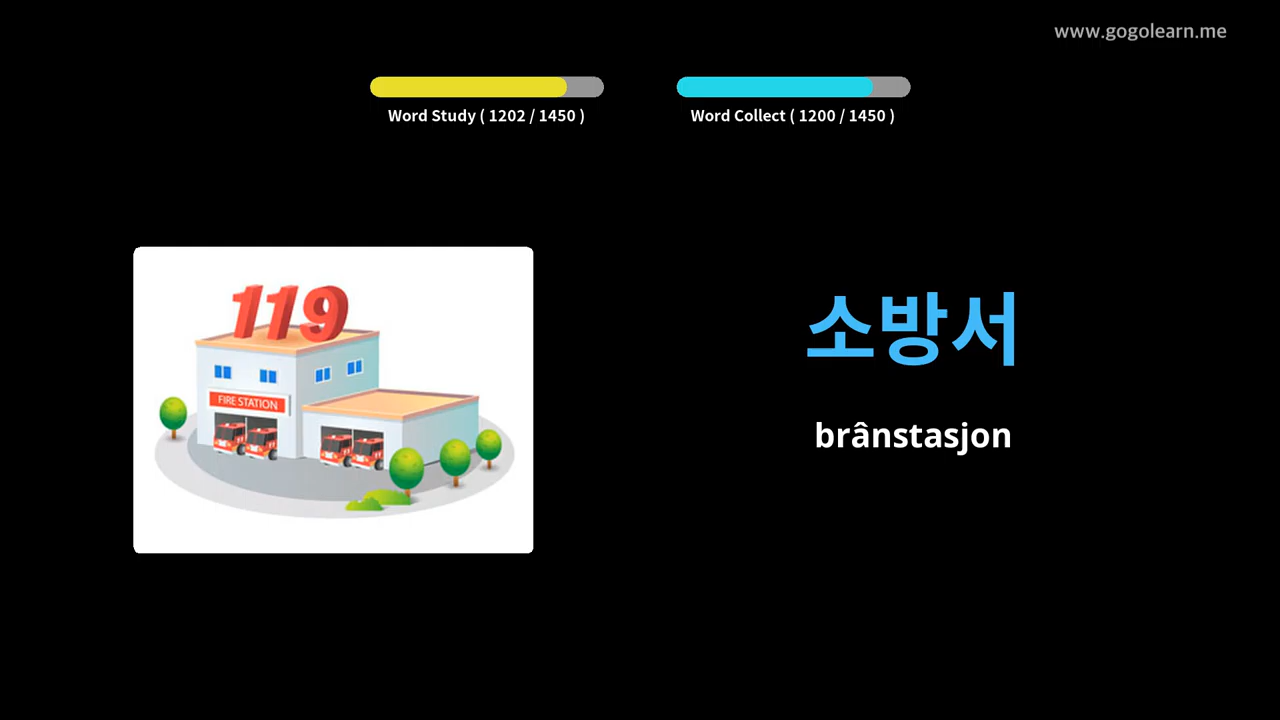 www.gogolearn.me
Word Study ( 1202 / 1450 )
Word Collect ( 1200 / 1450 )
119
FIRE STATION
소방서
brânstasjon